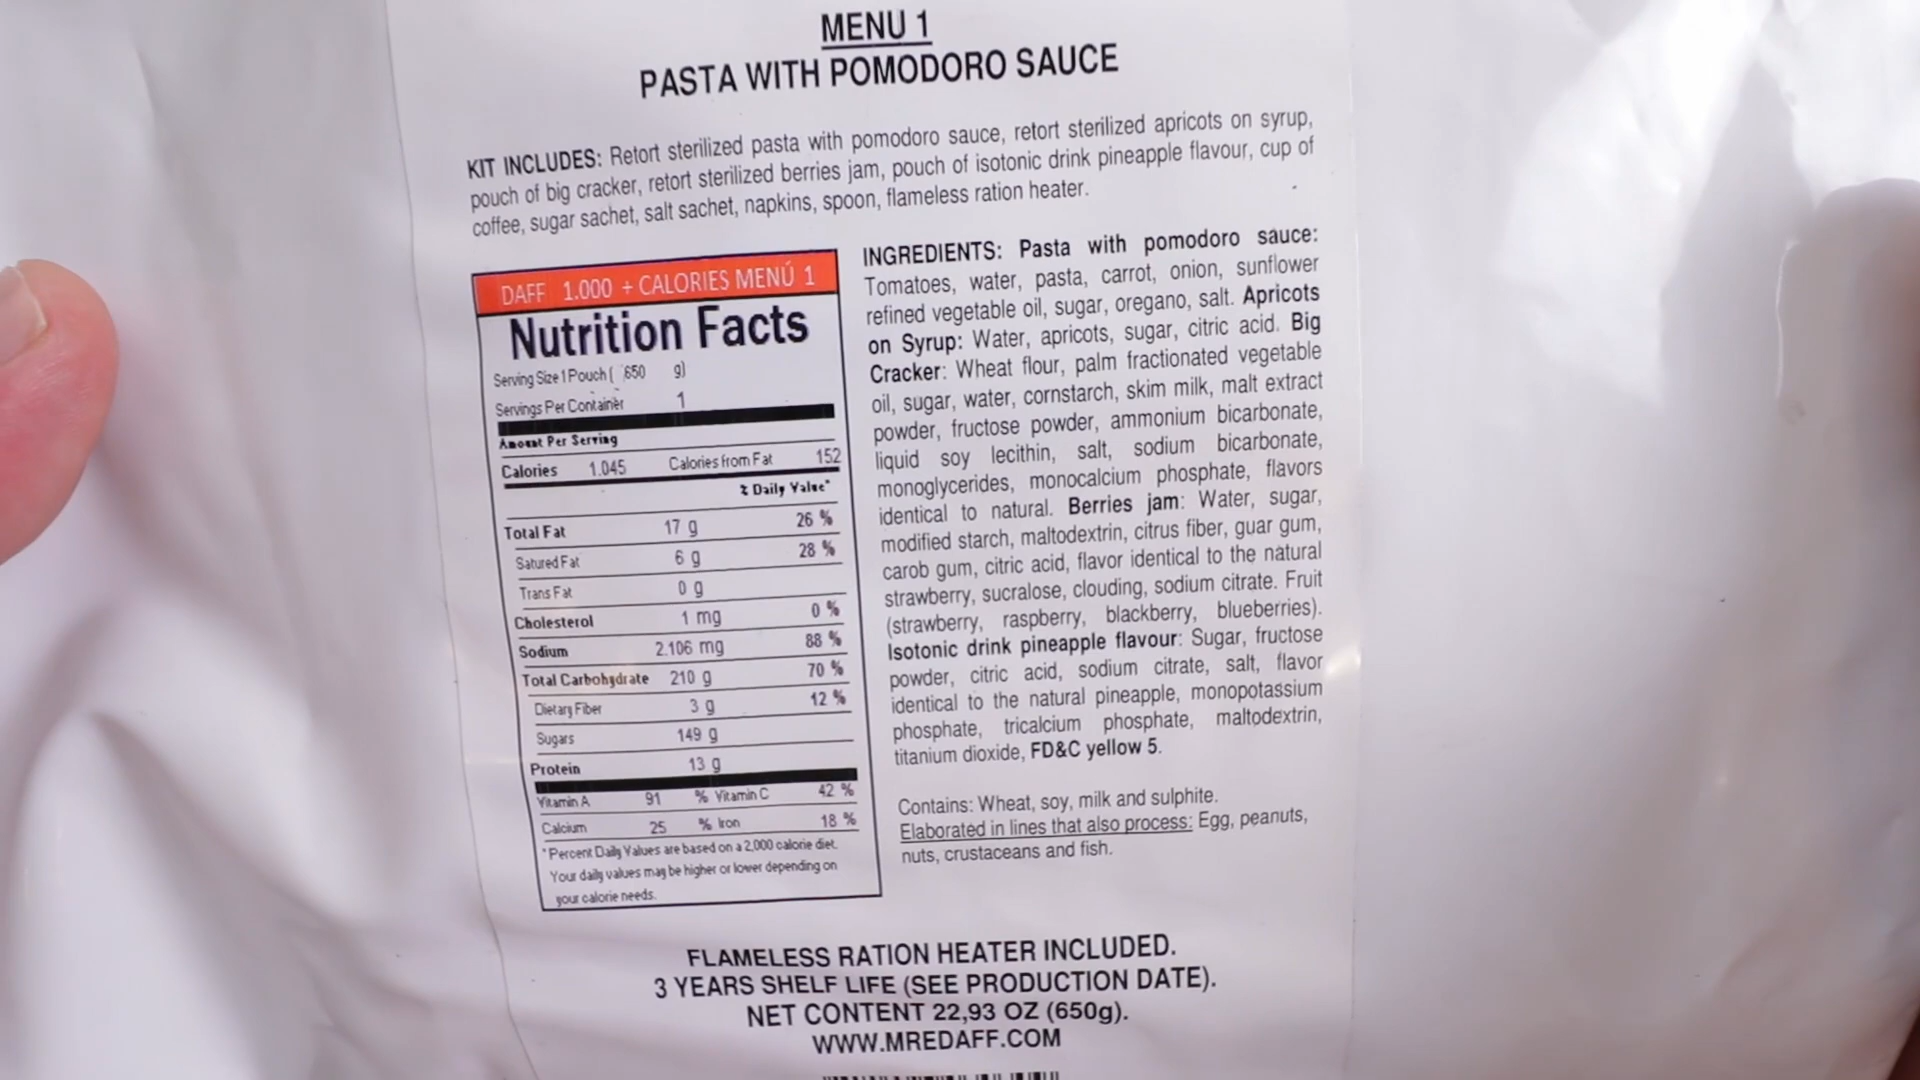 MENU 1
PASTA WITH POMODORO SAUCE
KIT INCLUDES: Retort sterilized pasta with pomodoro sauce, retort sterilized apricots on syrup,
pouch of big cracker, retort sterilized berries jam, pouch of isotonic drink pineapple flavour, cup of
coffee, sugar sachet, salt sachet, napkins, spoon, flameless ration heater.
DAFF 1.000 + CALORIES MENÚ 1
Nutrition Facts
Serving Size 1 Pouch ( 650 g)
Servings Per Container 1
Amount Per Serving
Calories 1.045 Calories from Fat 152
% Daily Value*
Total Fat 17 g 26 %
Satured Fat 6 g 28 %
Trans Fat 0 g
Cholesterol 1 mg 0 %
Sodium 2.106 mg 88 %
Total Carbohydrate 210 g 70 %
Dietary Fiber 3 g 12 %
Sugars 149 g
Protein 13 g
Vitamin A 91 % Vitamin C 42 %
Calcium 25 % Iron 18 %
*Percent Daily Values are based on a 2,000 calorie diet.
Your daily values may be higher or lower depending on
your calorie needs.
INGREDIENTS: Pasta with pomodoro sauce:
Tomatoes, water, pasta, carrot, onion, sunflower
refined vegetable oil, sugar, oregano, salt. Apricots
on Syrup: Water, apricots, sugar, citric acid. Big
Cracker: Wheat flour, palm fractionated vegetable
oil, sugar, water, cornstarch, skim milk, malt extract
powder, fructose powder, ammonium bicarbonate,
liquid soy lecithin, salt, sodium bicarbonate,
monoglycerides, monocalcium phosphate, flavors
identical to natural. Berries jam: Water, sugar,
modified starch, maltodextrin, citrus fiber, guar gum,
carob gum, citric acid, flavor identical to the natural
strawberry, sucralose, clouding, sodium citrate. Fruit
(strawberry, raspberry, blackberry, blueberries).
Isotonic drink pineapple flavour: Sugar, fructose
powder, citric acid, sodium citrate, salt, flavor
identical to the natural pineapple, monopotassium
phosphate, tricalcium phosphate, maltodextrin,
titanium dioxide, FD&C yellow 5.
Contains: Wheat, soy, milk and sulphite.
Elaborated in lines that also process: Egg, peanuts,
nuts, crustaceans and fish.
FLAMELESS RATION HEATER INCLUDED.
3 YEARS SHELF LIFE (SEE PRODUCTION DATE).
NET CONTENT 22,93 OZ (650g).
WWW.MREDAFF.COM